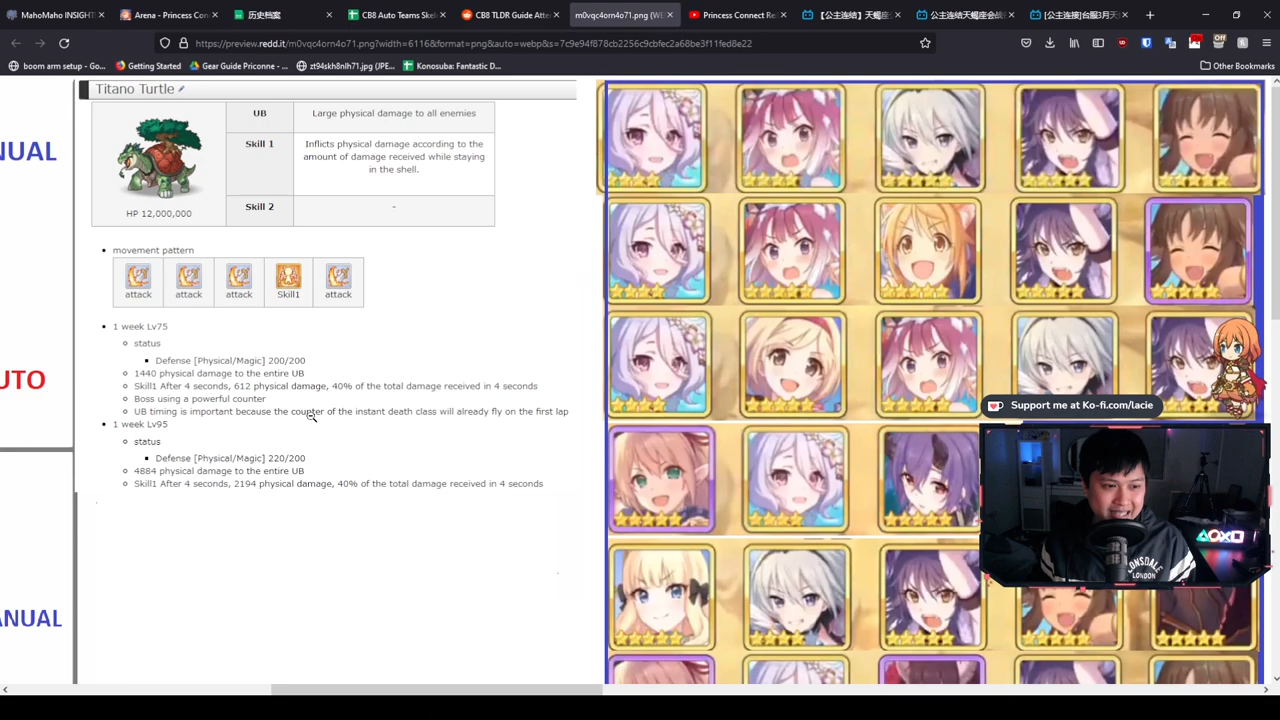 MahoMaho INSIGHT
Arena - Princess Con
历史档案
CB8 Auto Teams Skele
CB8 TLDR Guide Atte
m0vqc4orn4o71.png (WE
Princess Connect Re:
【公主连结】天蝎座
公主连结天蝎座会战
[公主连接]台服3月天
Off
https://preview.redd.it/m0vqc4orn4o71.png?width=6116&format=png&auto=webp&s=7c9e94f878cb2256c9cbfec2a68be3f11fed8e22
boom arm setup - Go...
Getting Started
Gear Guide Priconne ...
zt94skh8nlh71.jpg (JPE...
Konosuba: Fantastic D...
Other Bookmarks
Titano Turtle
NUAL
UTO
ANUAL
UB
Large physical damage to all enemies
Skill 1
Inflicts physical damage according to the
amount of damage received while staying
in the shell.
Skill 2
-
HP 12,000,000
movement pattern
attack
attack
attack
Skill1
attack
1 week Lv75
status
Defense [Physical/Magic] 200/200
1440 physical damage to the entire UB
Skill1 After 4 seconds, 612 physical damage, 40% of the total damage received in 4 seconds
Boss using a powerful counter
UB timing is important because the counter of the instant death class will already fly on the first lap
1 week Lv95
status
Defense [Physical/Magic] 220/200
4884 physical damage to the entire UB
Skill1 After 4 seconds, 2194 physical damage, 40% of the total damage received in 4 seconds
Support me at Ko-fi.com/lacie
LONSDALE
LONDON